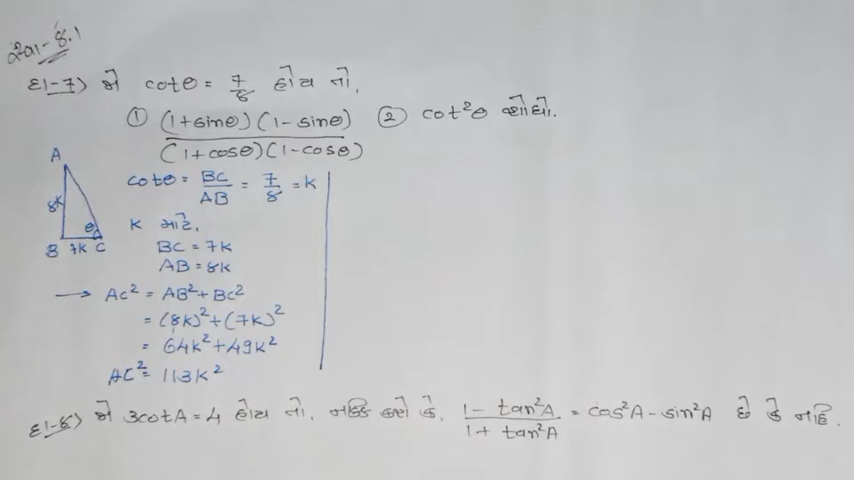 સ્વા-8.1
દા-7) જો cotθ = 7/8 હોય તો,
① (1+sinθ)(1-sinθ) / (1+cosθ)(1-cosθ) ② cot²θ શોધો.
A
8k
θ
B 7k C
cotθ = BC/AB = 7/8 = k
k માટે,
BC = 7k
AB = 8k
→ AC² = AB² + BC²
= (8k)² + (7k)²
= 64k² + 49k²
AC² = 113k²
દા-8) જો 3cotA = 4 હોય તો, નક્કિ કરો કે, 1 - tan²A / 1 + tan²A = cos²A - sin²A છે કે નહિ.